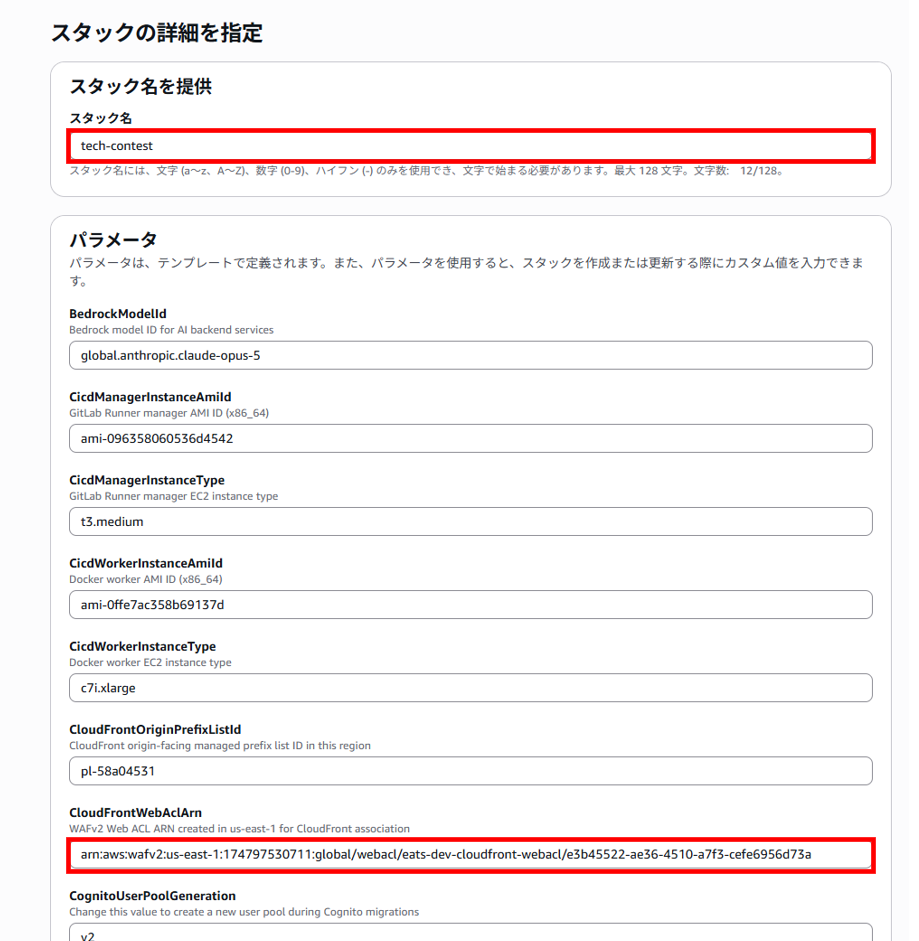 スタックの詳細を指定
スタック名を提供
スタック名
tech-contest
スタック名には、文字 (a～z、A～Z)、数字 (0-9)、ハイフン (-) のみを使用でき、文字で始まる必要があります。最大 128 文字。文字数: 12/128。
パラメータ
パラメータは、テンプレートで定義されます。また、パラメータを使用すると、スタックを作成または更新する際にカスタム値を入力できま
す。
BedrockModelId
Bedrock model ID for AI backend services
global.anthropic.claude-opus-5
CicdManagerInstanceAmiId
GitLab Runner manager AMI ID (x86_64)
ami-096358060536d4542
CicdManagerInstanceType
GitLab Runner manager EC2 instance type
t3.medium
CicdWorkerInstanceAmiId
Docker worker AMI ID (x86_64)
ami-0ffe7ac358b69137d
CicdWorkerInstanceType
Docker worker EC2 instance type
c7i.xlarge
CloudFrontOriginPrefixListId
CloudFront origin-facing managed prefix list ID in this region
pl-58a04531
CloudFrontWebAclArn
WAFv2 Web ACL ARN created in us-east-1 for CloudFront association
arn:aws:wafv2:us-east-1:174797530711:global/webacl/eats-dev-cloudfront-webacl/e3b45522-ae36-4510-a7f3-cefe6956d73a
CognitoUserPoolGeneration
Change this value to create a new user pool during Cognito migrations
v2